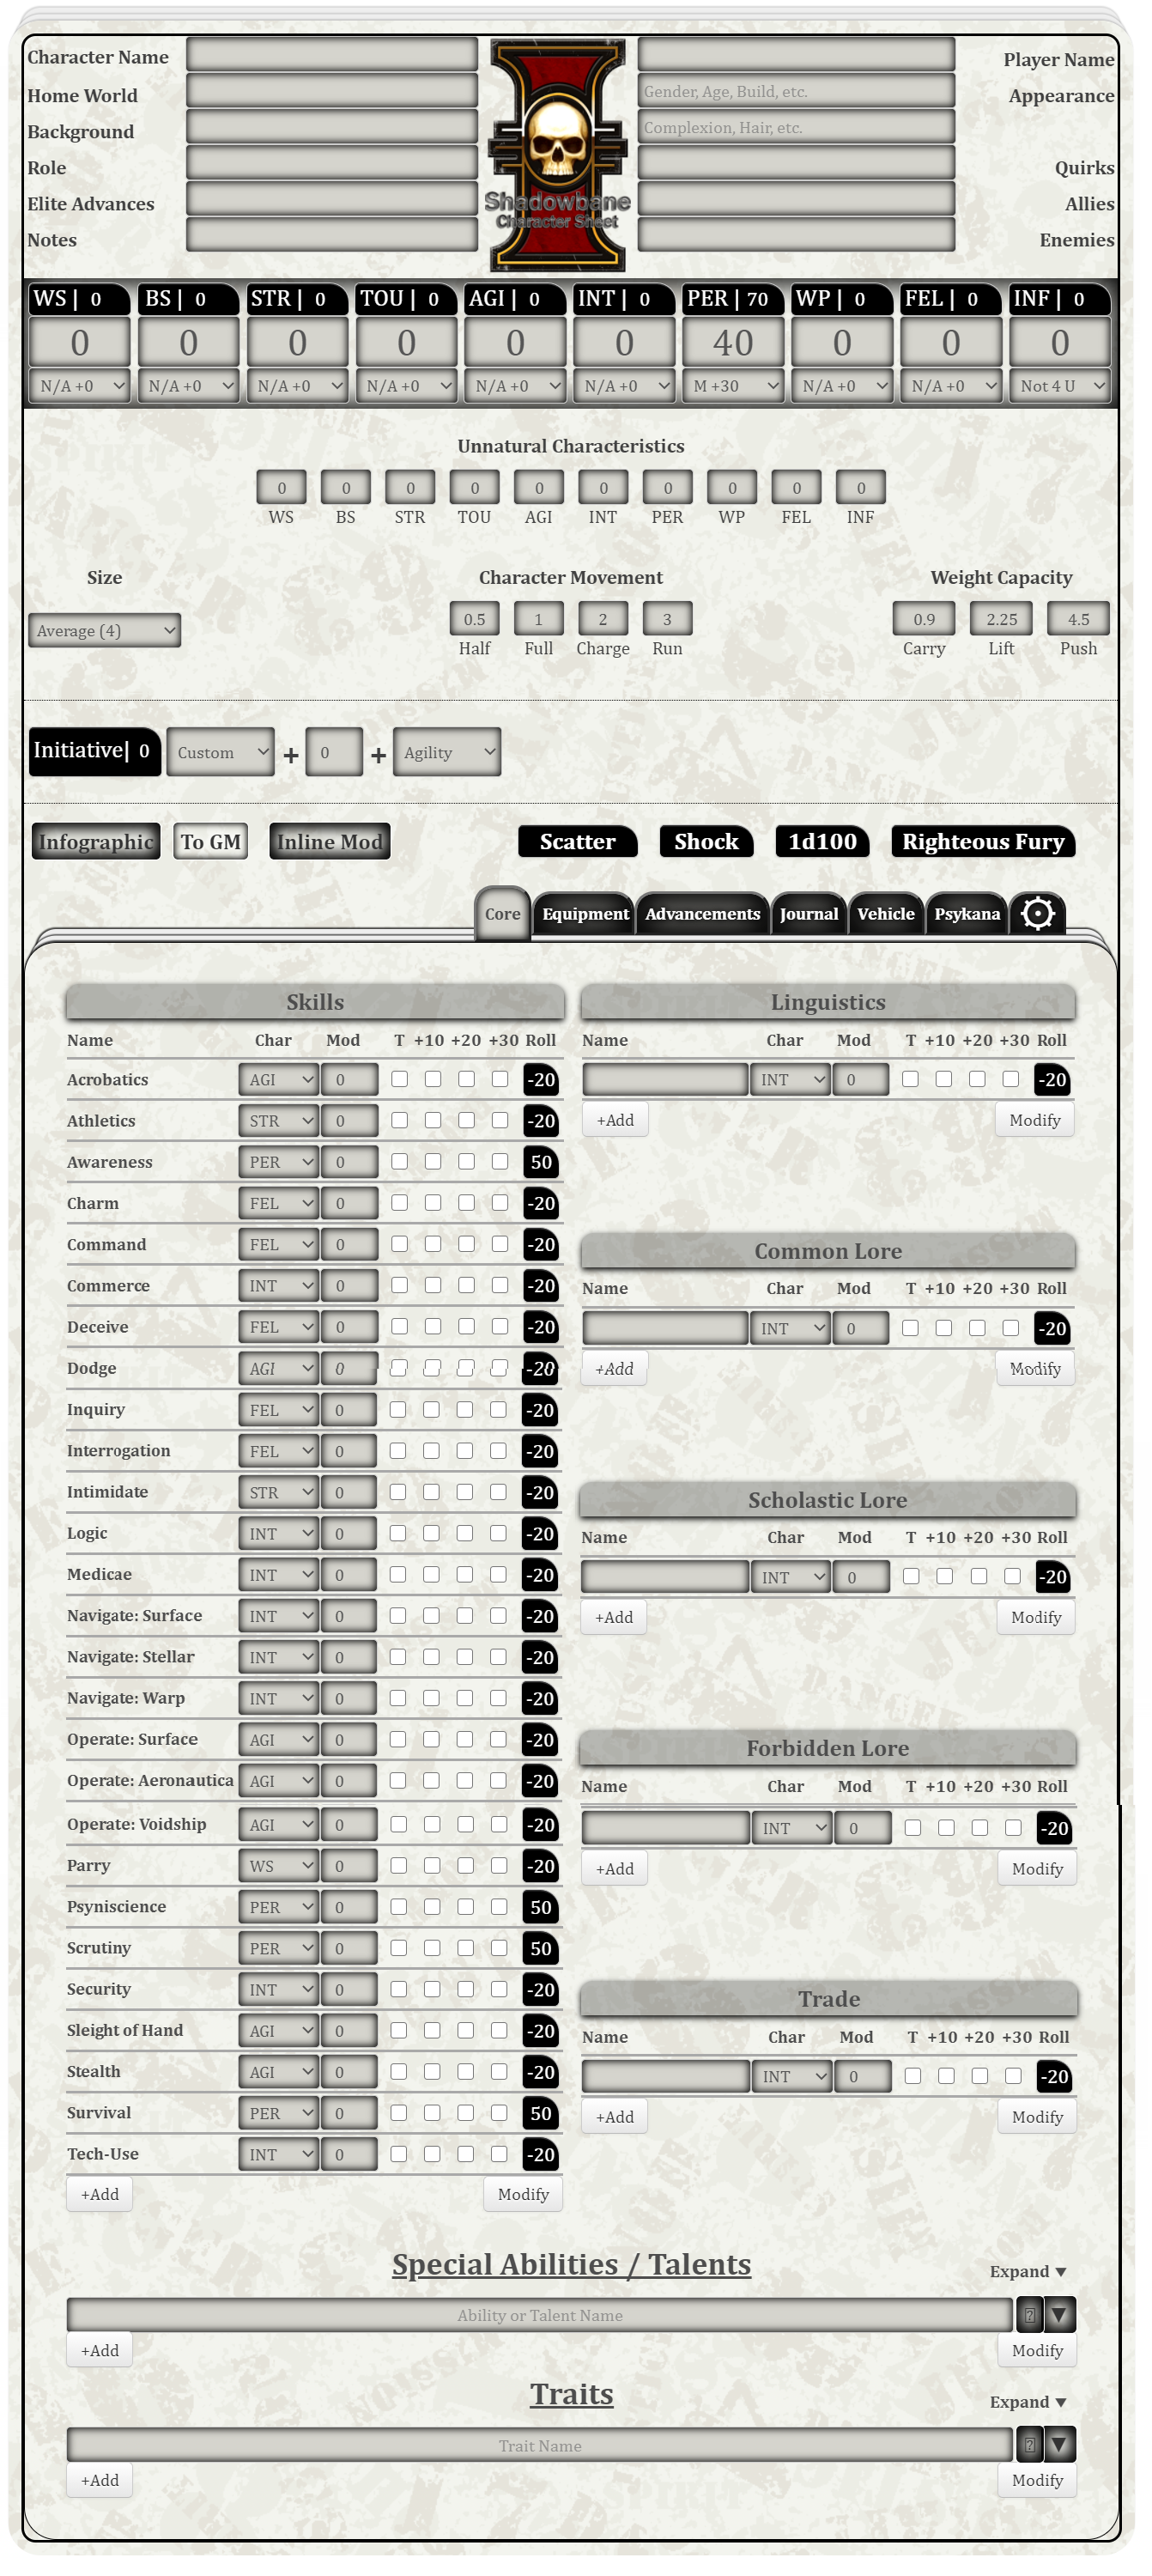 Character Name Player Name
Home World Gender, Age, Build, etc. Appearance
Background Complexion, Hair, etc.
Role Quirks
Elite Advances Allies
Notes Enemies
Shadowbane
Character Sheet
WS | 0 BS | 0 STR | 0 TOU | 0 AGI | 0 INT | 0 PER | 70 WP | 0 FEL | 0 INF | 0
0 0 0 0 0 0 40 0 0 0
N/A +0 N/A +0 N/A +0 N/A +0 N/A +0 N/A +0 M +30 N/A +0 N/A +0 Not 4 U
Unnatural Characteristics
0 0 0 0 0 0 0 0 0 0
WS BS STR TOU AGI INT PER WP FEL INF
Size Character Movement Weight Capacity
Average (4) 0.5 1 2 3 0.9 2.25 4.5
Half Full Charge Run Carry Lift Push
Initiative| 0 Custom + 0 + Agility
Infographic To GM Inline Mod Scatter Shock 1d100 Righteous Fury
Core Equipment Advancements Journal Vehicle Psykana
Skills
Name Char Mod T +10 +20 +30 Roll
Acrobatics AGI 0 -20
Athletics STR 0 -20
Awareness PER 0 50
Charm FEL 0 -20
Command FEL 0 -20
Commerce INT 0 -20
Deceive FEL 0 -20
Dodge AGI 0 -20
Inquiry FEL 0 -20
Interrogation FEL 0 -20
Intimidate STR 0 -20
Logic INT 0 -20
Medicae INT 0 -20
Navigate: Surface INT 0 -20
Navigate: Stellar INT 0 -20
Navigate: Warp INT 0 -20
Operate: Surface AGI 0 -20
Operate: Aeronautica AGI 0 -20
Operate: Voidship AGI 0 -20
Parry WS 0 -20
Psyniscience PER 0 50
Scrutiny PER 0 50
Security INT 0 -20
Sleight of Hand AGI 0 -20
Stealth AGI 0 -20
Survival PER 0 50
Tech-Use INT 0 -20
+Add Modify
Linguistics
Name Char Mod T +10 +20 +30 Roll
INT 0 -20
+Add Modify
Common Lore
Name Char Mod T +10 +20 +30 Roll
INT 0 -20
+Add Modify
Scholastic Lore
Name Char Mod T +10 +20 +30 Roll
INT 0 -20
+Add Modify
Forbidden Lore
Name Char Mod T +10 +20 +30 Roll
INT 0 -20
+Add Modify
Trade
Name Char Mod T +10 +20 +30 Roll
INT 0 -20
+Add Modify
Special Abilities / Talents Expand ▼
Ability or Talent Name ▼
+Add Modify
Traits Expand ▼
Trait Name ▼
+Add Modify